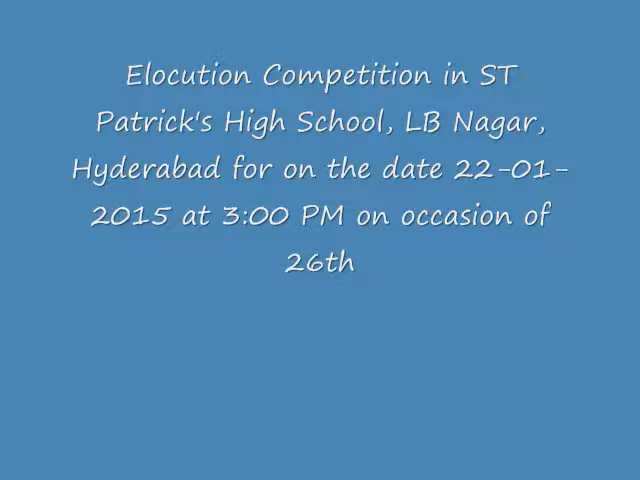 Elocution Competition in ST
Patrick's High School, LB Nagar,
Hyderabad for on the date 22-01-
2015 at 3:00 PM on occasion of
26th